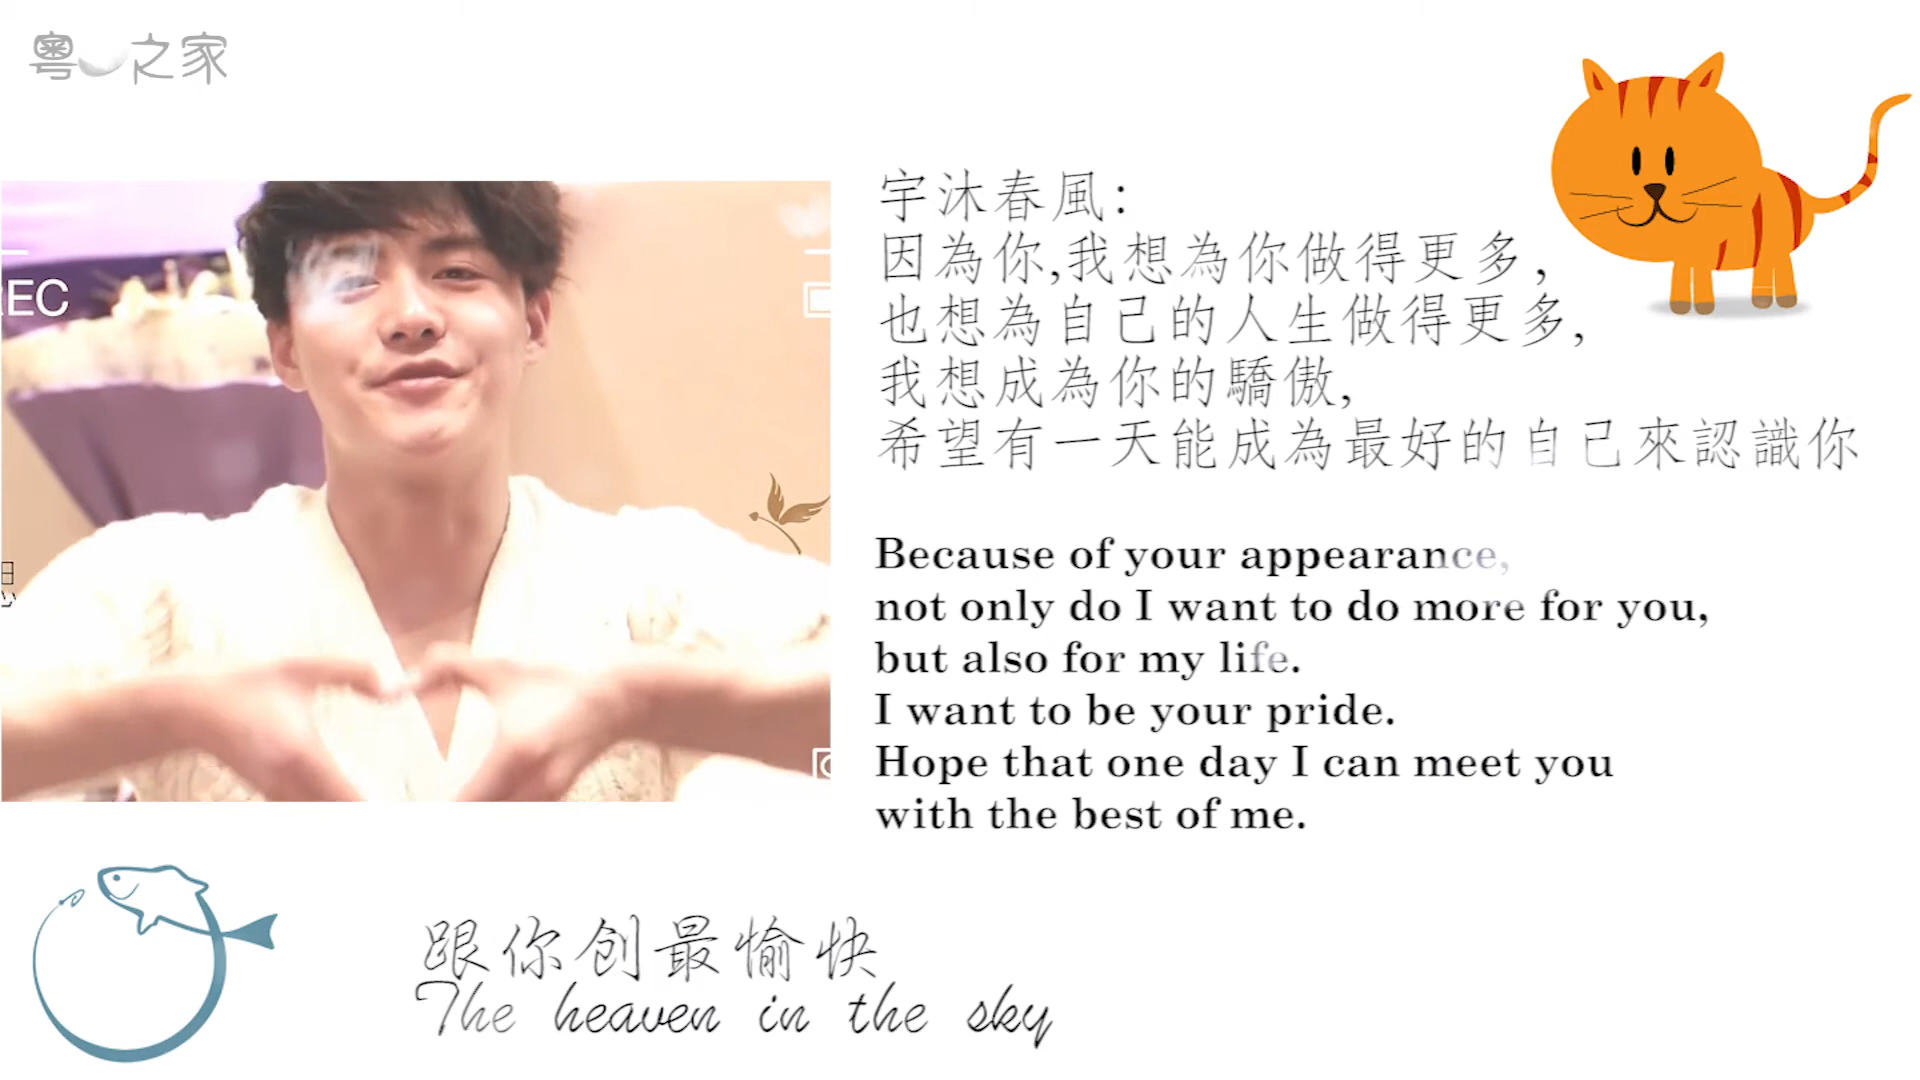 粵 之家
EC
宇沐春風:
因為你,我想為你做得更多,
也想為自己的人生做得更多,
我想成為你的驕傲,
希望有一天能成為最好的自己來認識你
Because of your appearance,
not only do I want to do more for you,
but also for my life.
I want to be your pride.
Hope that one day I can meet you
with the best of me.
跟你创最愉快
The heaven in the sky